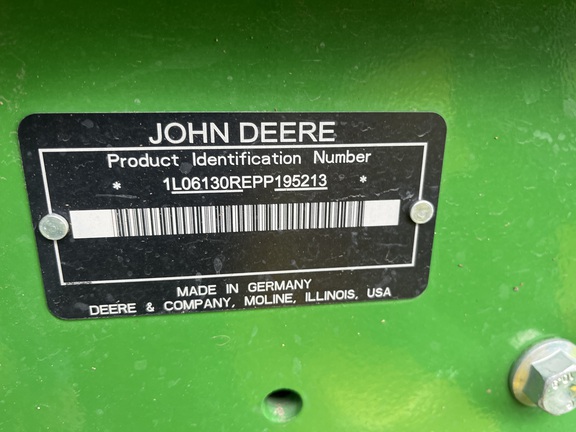 JOHN DEERE
Product Identification Number
* 1L06130REPP195213 *
MADE IN GERMANY
DEERE & COMPANY, MOLINE, ILLINOIS, USA